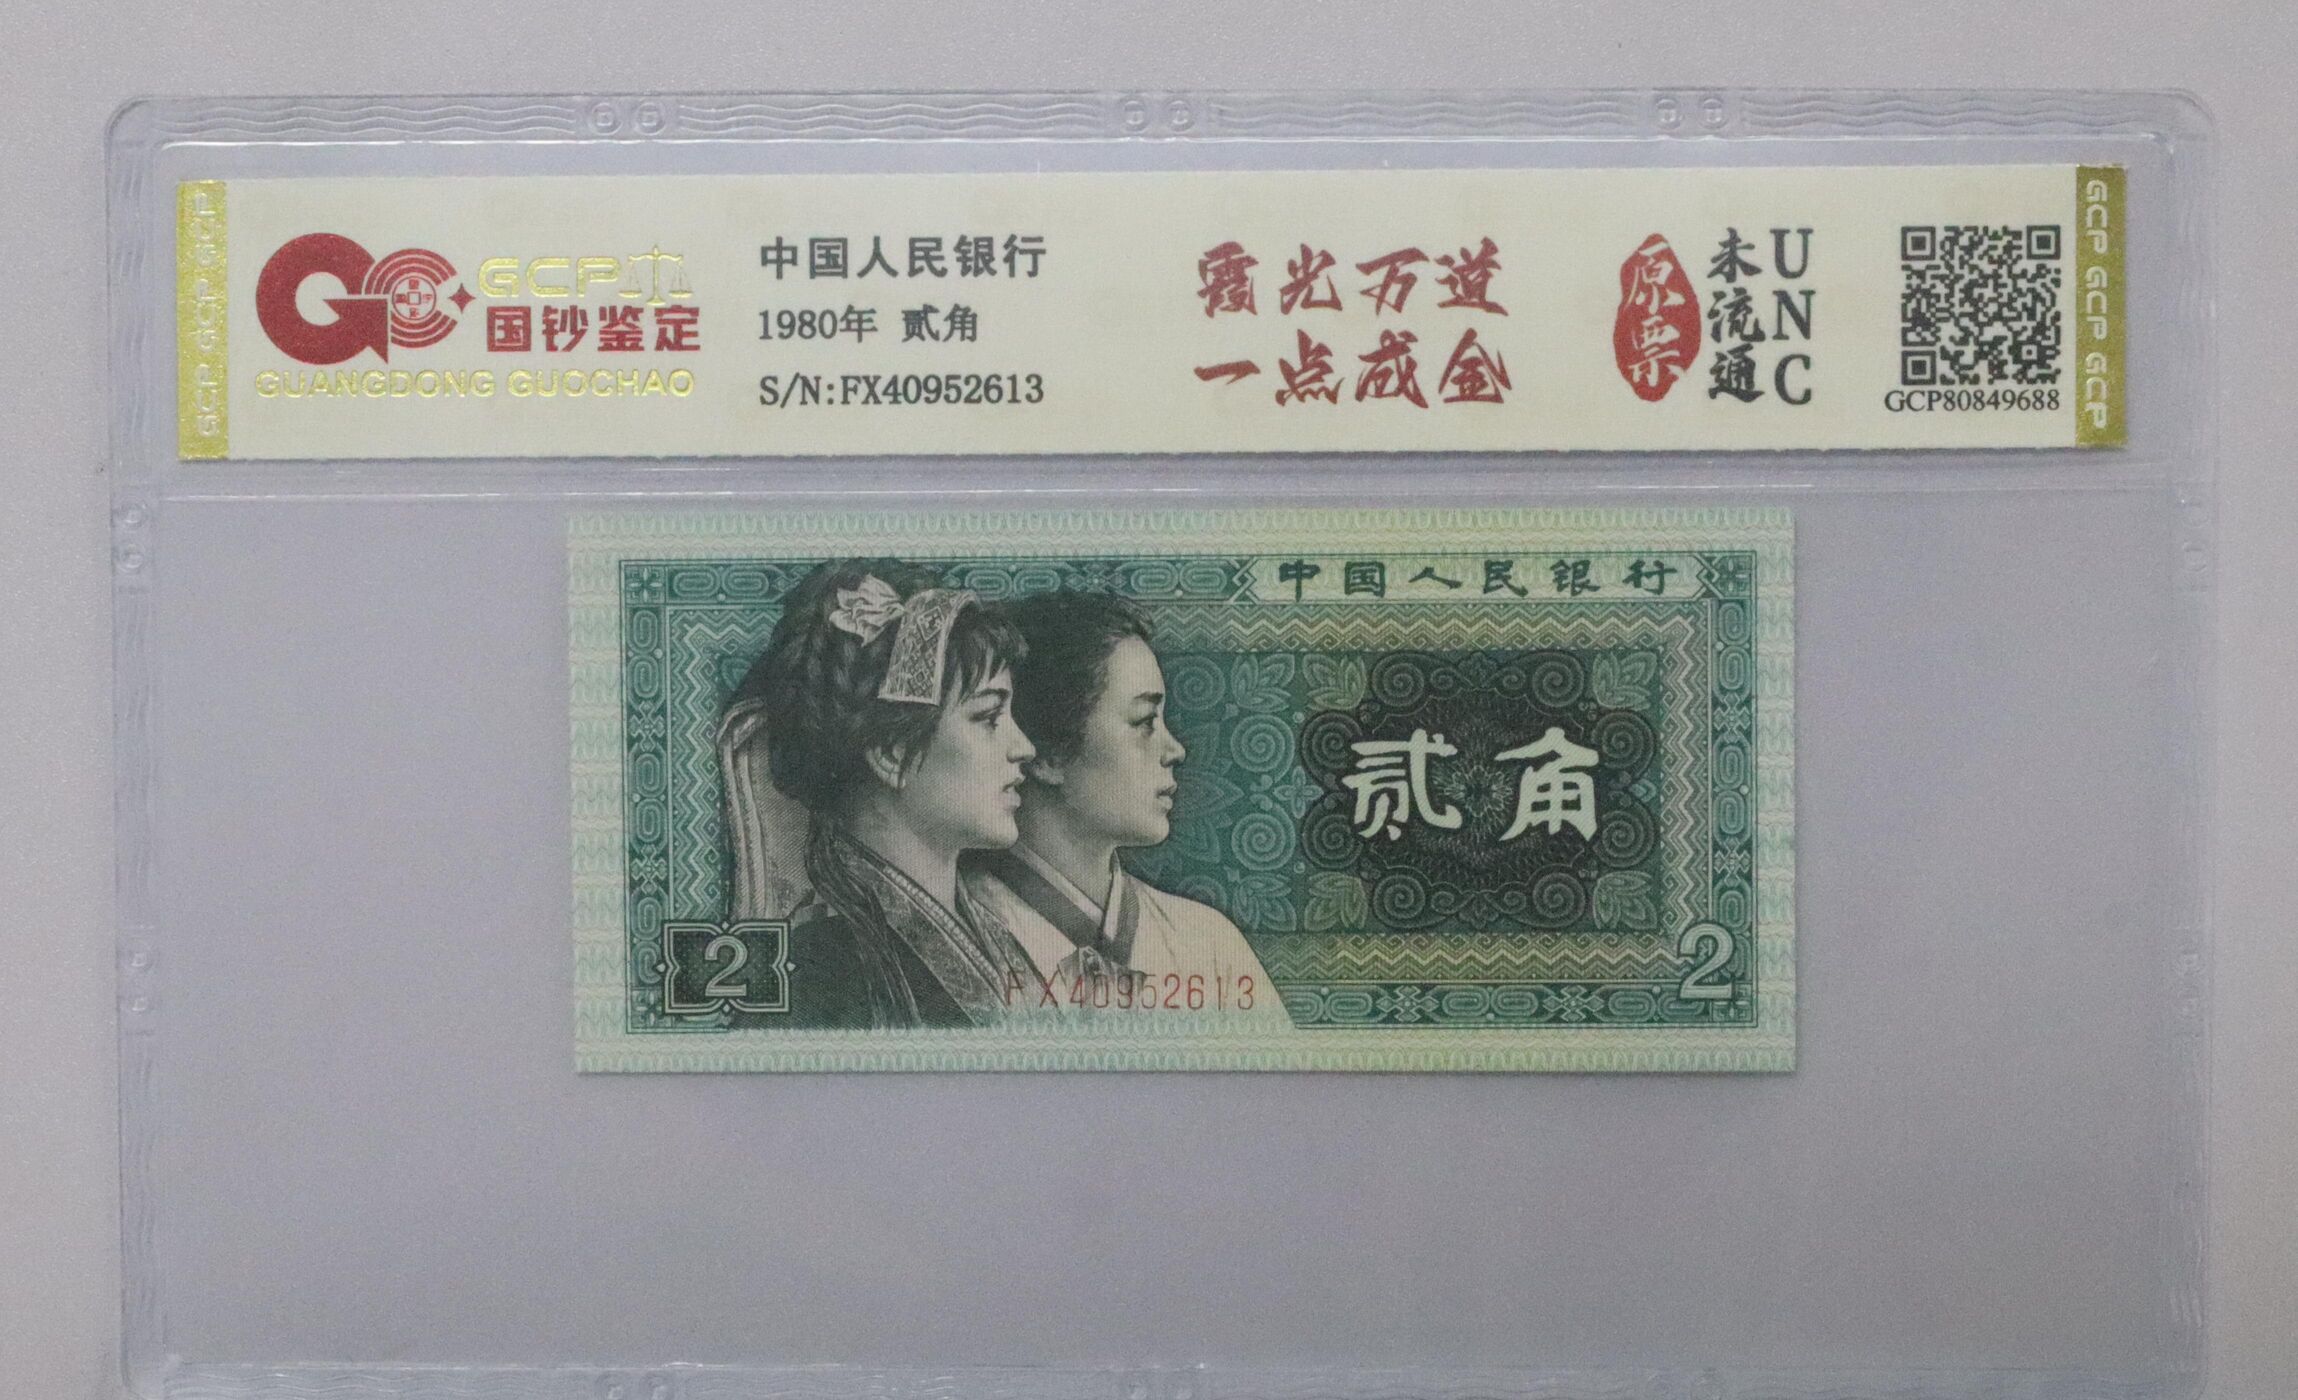 GCP
国钞鉴定
GUANGDONG GUOCHAO
中国人民银行
1980年 贰角
S/N:FX40952613
霞光万道
一点成金
原票
未流通
UNC
GCP80849688
GCP GCP GCP
GCP GCP GCP
中国人民银行
贰角
2
2
FX40952613